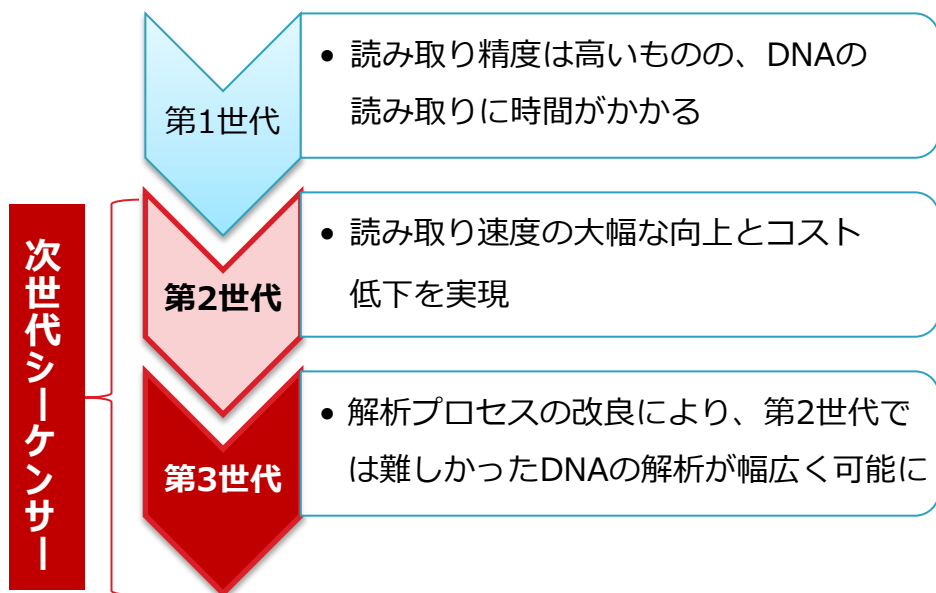 第1世代
• 読み取り精度は高いものの、DNAの
読み取りに時間がかかる
次世代シーケンサー
第2世代
• 読み取り速度の大幅な向上とコスト
低下を実現
第3世代
• 解析プロセスの改良により、第2世代で
は難しかったDNAの解析が幅広く可能に